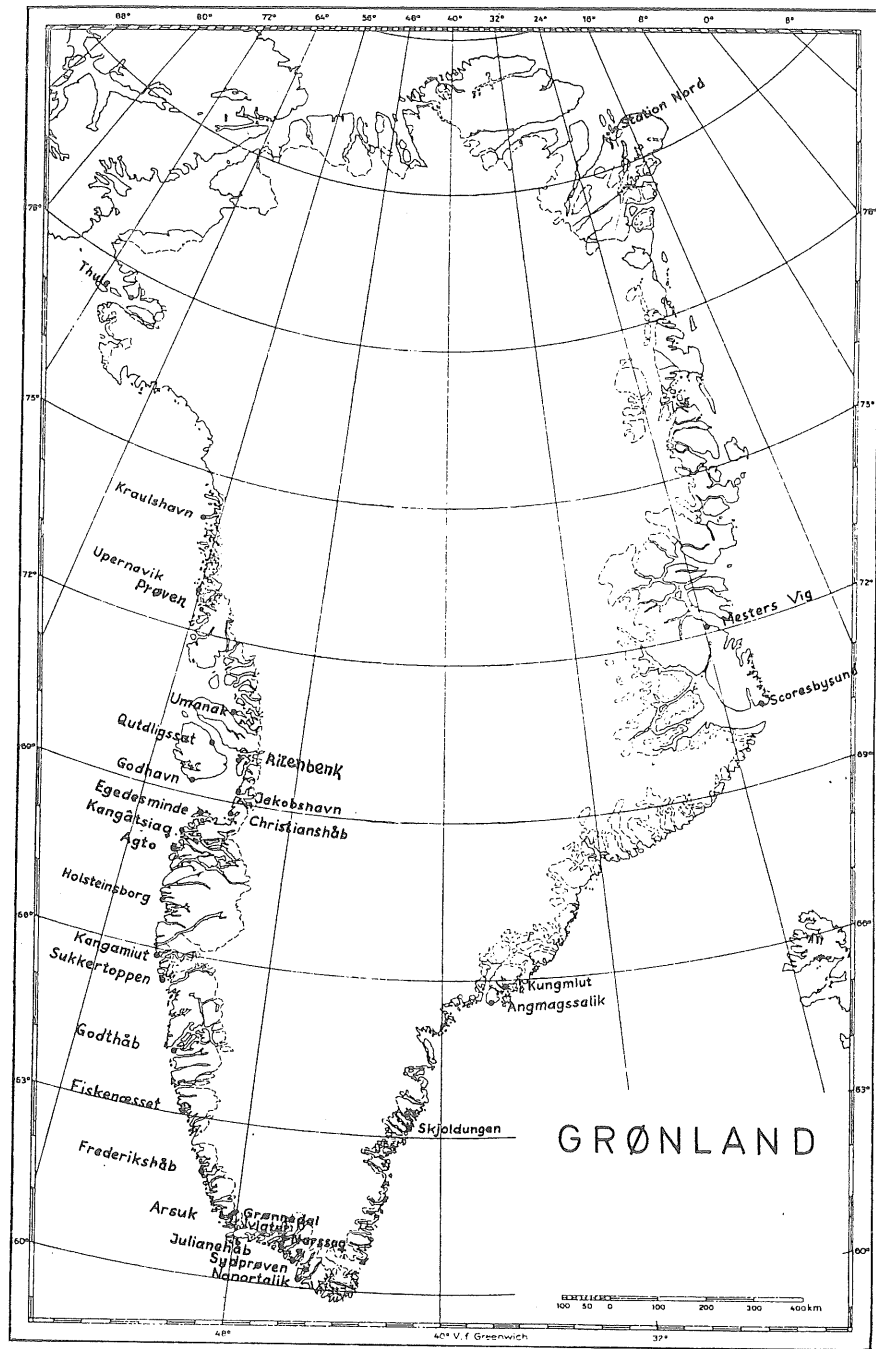 88° 80° 72° 64° 56° 48° 40° 32° 24° 16° 8° 0° 8°
Station Nord
78° 78°
Thule
75° 75°
Kraulshavn
Upernavik
Prøven
72° 72°
Mesters Vig
Scoresbysund
Umanak
Qutdligssat
Ritenbenk
69° 69°
Godhavn
Jakobshavn
Egedesminde
Christianshåb
Kangâtsiaq
Agto
Holsteinsborg
66° 66°
Kangamiut
Sukkertoppen
Kungmiut
Angmagssalik
Godthåb
63° 63°
Fiskenæsset
Skjoldungen
GRØNLAND
Frederikshåb
Arsuk
Grønnedal
Ivigtut
Narssaq
60° 60°
Julianehåb
Sydprøven
Nanortalik
100 50 0 100 200 300 400 km
48° 40° V. f Greenwich 32°